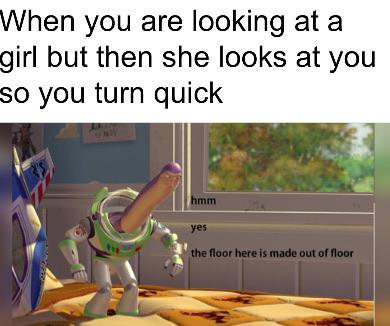 When you are looking at a
girl but then she looks at you
so you turn quick
hmm
yes
the floor here is made out of floor